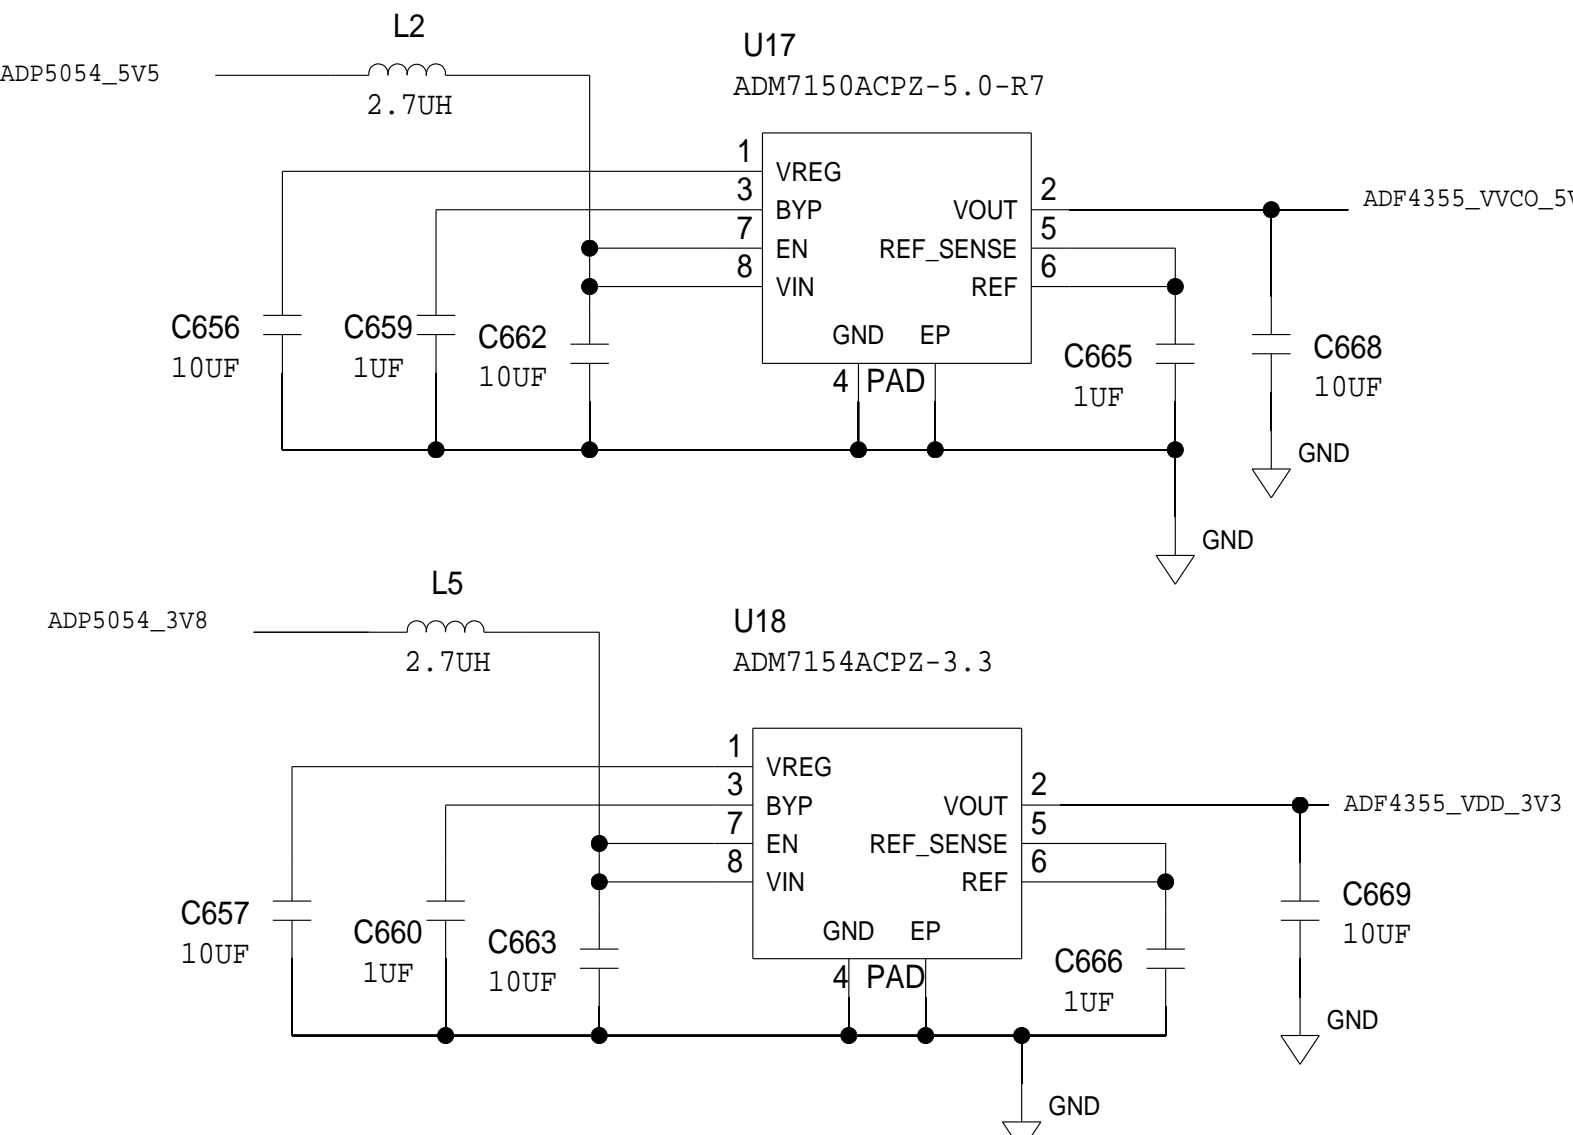 L2
U17
ADP5054_5V5
ADM7150ACPZ-5.0-R7
2.7UH
1
VREG
3
2
ADF4355_VVCO_5V
BYP
VOUT
7
5
EN
REF_SENSE
8
6
VIN
REF
C656
C659
C662
GND
EP
C665
C668
10UF
1UF
10UF
4
PAD
1UF
10UF
GND
GND
L5
ADP5054_3V8
U18
2.7UH
ADM7154ACPZ-3.3
1
VREG
3
2
ADF4355_VDD_3V3
BYP
VOUT
7
5
EN
REF_SENSE
8
6
VIN
REF
C657
C660
C663
GND
EP
C666
C669
10UF
1UF
10UF
4
PAD
1UF
10UF
GND
GND